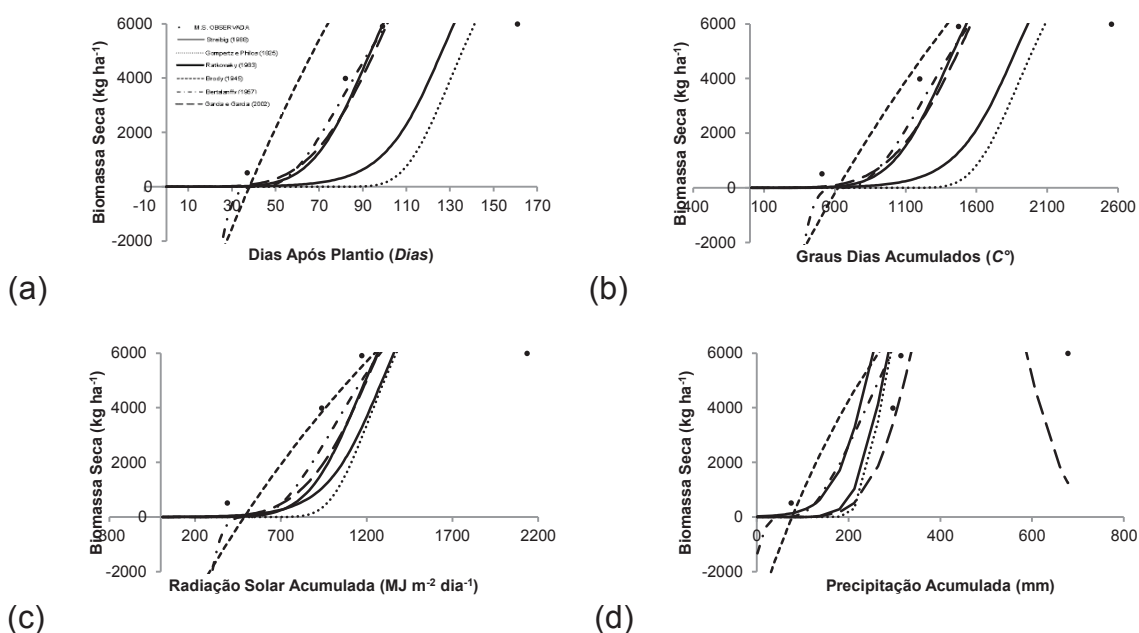 6000
4000
2000
0
-2000
-10
10
30
50
70
90
110
130
150
170
Biomassa Seca (kg ha-1)
Dias Após Plantio (Dias)
M.S. OBSERVADA
Streibig (1988)
Gompertz e Philos (1825)
Ratkowsky (1983)
Brody (1945)
Bertalanffy (1957)
Garcia e Garcia (2002)
(a)
6000
4000
2000
0
-2000
400
100
600
1100
1600
2100
2600
Biomassa Seca (kg ha-1)
Graus Dias Acumulados (C°)
(b)
6000
4000
2000
0
-2000
300
200
700
1200
1700
2200
Biomassa Seca (kg ha-1)
Radiação Solar Acumulada (MJ m-2 dia-1)
(c)
6000
4000
2000
0
-2000
0
200
400
600
800
Biomassa Seca (kg ha-1)
Precipitação Acumulada (mm)
(d)